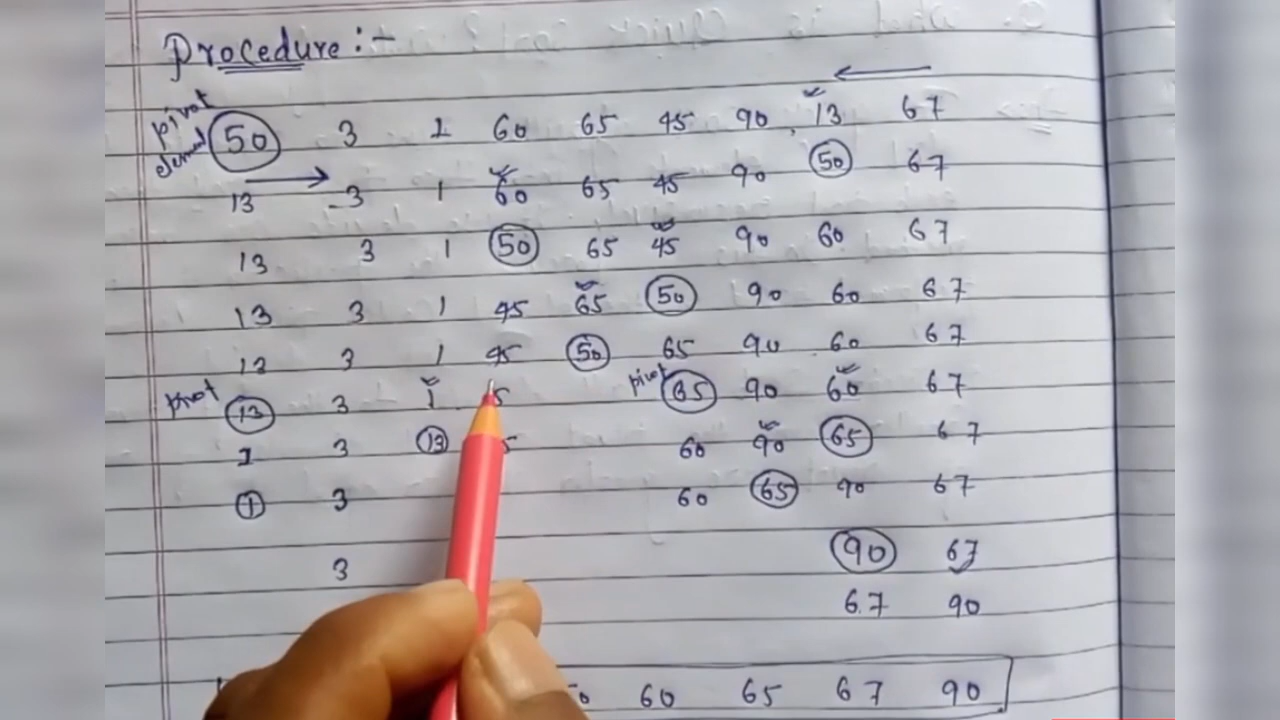 Procedure :-
pivot element
50 3 1 60 65 45 90 13 67
13 3 1 60 65 45 90 50 67
13 3 1 50 65 45 90 60 67
13 3 1 45 65 50 90 60 67
13 3 1 45 50 65 90 60 67
pivot 13 3 1 5 pivot 65 90 60 67
1 3 13 5 60 90 65 67
1 3 60 65 90 67
3 90 67
67 90
60 65 67 90